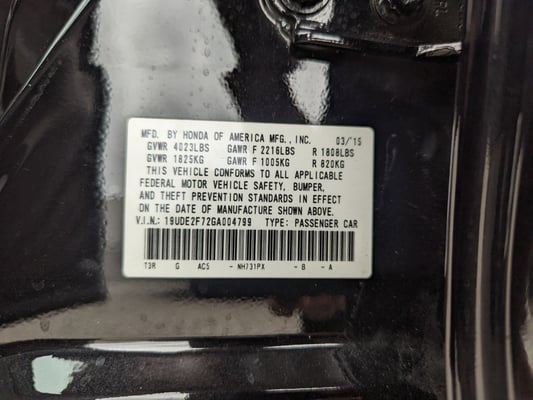 MFD. BY HONDA OF AMERICA MFG., INC. 03/'15
GVWR 4023LBS GAWR F 2216LBS R 1808LBS
GVWR 1825KG GAWR F 1005KG R 820KG
THIS VEHICLE CONFORMS TO ALL APPLICABLE
FEDERAL MOTOR VEHICLE SAFETY, BUMPER,
AND THEFT PREVENTION STANDARDS IN EFFECT
ON THE DATE OF MANUFACTURE SHOWN ABOVE.
V.I.N.: 19UDE2F72GA004799 TYPE: PASSENGER CAR
T3R G AC5 - NH731PX - B - A